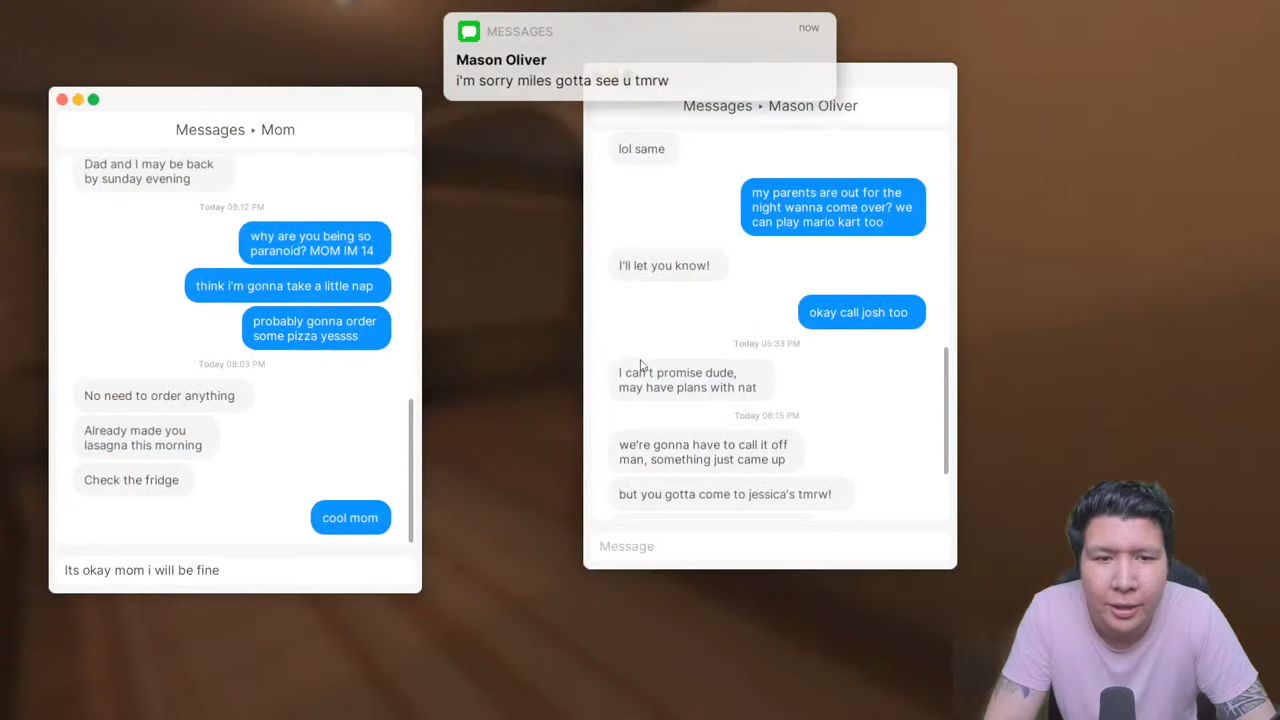 MESSAGES
now
Mason Oliver
i'm sorry miles gotta see u tmrw
Messages ‣ Mom
Dad and I may be back
by sunday evening
Today 08:12 PM
why are you being so
paranoid? MOM IM 14
think i'm gonna take a little nap
probably gonna order
some pizza yessss
Today 08:03 PM
No need to order anything
Already made you
lasagna this morning
Check the fridge
cool mom
Its okay mom i will be fine
Messages ‣ Mason Oliver
lol same
my parents are out for the
night wanna come over? we
can play mario kart too
I'll let you know!
okay call josh too
Today 05:33 PM
I can't promise dude,
may have plans with nat
Today 08:15 PM
we're gonna have to call it off
man, something just came up
but you gotta come to jessica's tmrw!
Message